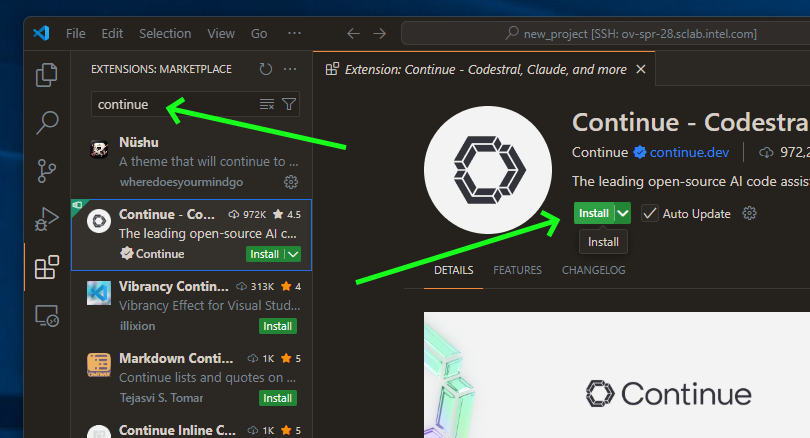 File Edit Selection View Go ··· new_project [SSH: ov-spr-28.sclab.intel.com]
EXTENSIONS: MARKETPLACE
continue
Nüshu
A theme that will continue to ...
wheredoesyourmindgo
Continue - Co... 972K 4.5
The leading open-source AI c...
Continue Install
Vibrancy Contin... 313K 4
Vibrancy Effect for Visual Stud...
illixion Install
Markdown Conti... 1K 5
Continue lists and quotes on ...
Tejasvi S. Tomar Install
Continue Inline C... 1K 5
Extension: Continue - Codestral, Claude, and more
Continue - Codestral
Continue continue.dev 972,2
The leading open-source AI code assis
Install Auto Update
Install
DETAILS FEATURES CHANGELOG
Continue